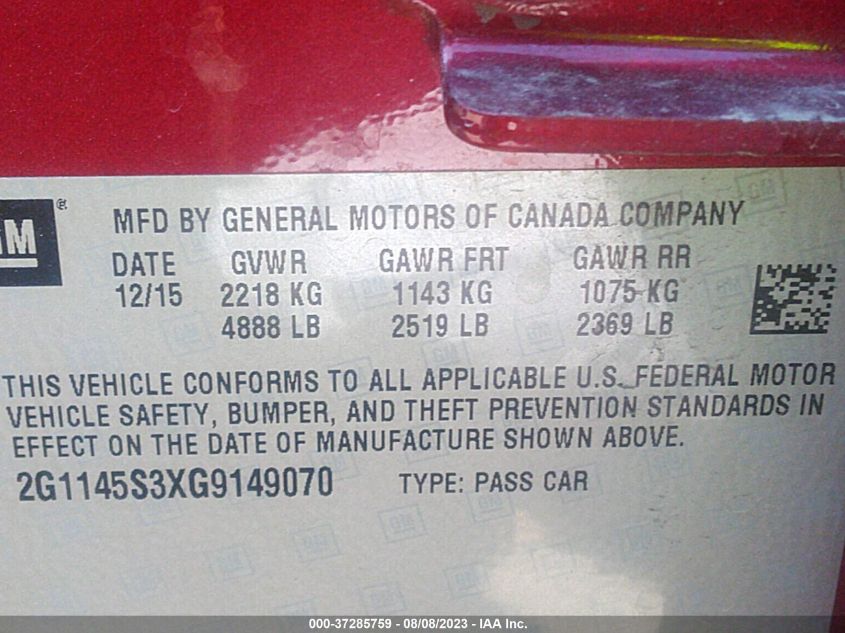 GM®
MFD BY GENERAL MOTORS OF CANADA COMPANY
DATE GVWR GAWR FRT GAWR RR
12/15 2218 KG 1143 KG 1075 KG
4888 LB 2519 LB 2369 LB
THIS VEHICLE CONFORMS TO ALL APPLICABLE U.S. FEDERAL MOTOR
VEHICLE SAFETY, BUMPER, AND THEFT PREVENTION STANDARDS IN
EFFECT ON THE DATE OF MANUFACTURE SHOWN ABOVE.
2G1145S3XG9149070 TYPE: PASS CAR
000-37285759 - 08/08/2023 - IAA Inc.